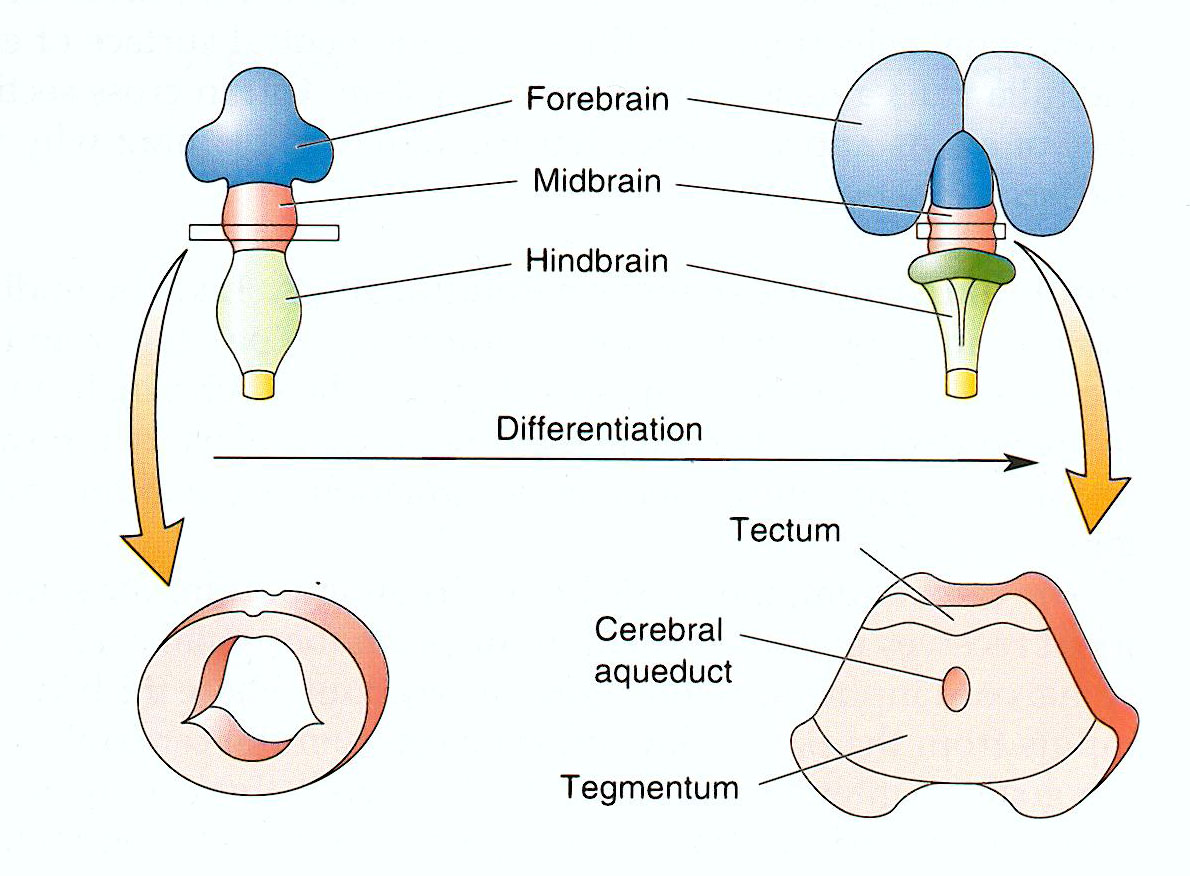 Forebrain
Midbrain
Hindbrain
Differentiation
Tectum
Cerebral
aqueduct
Tegmentum